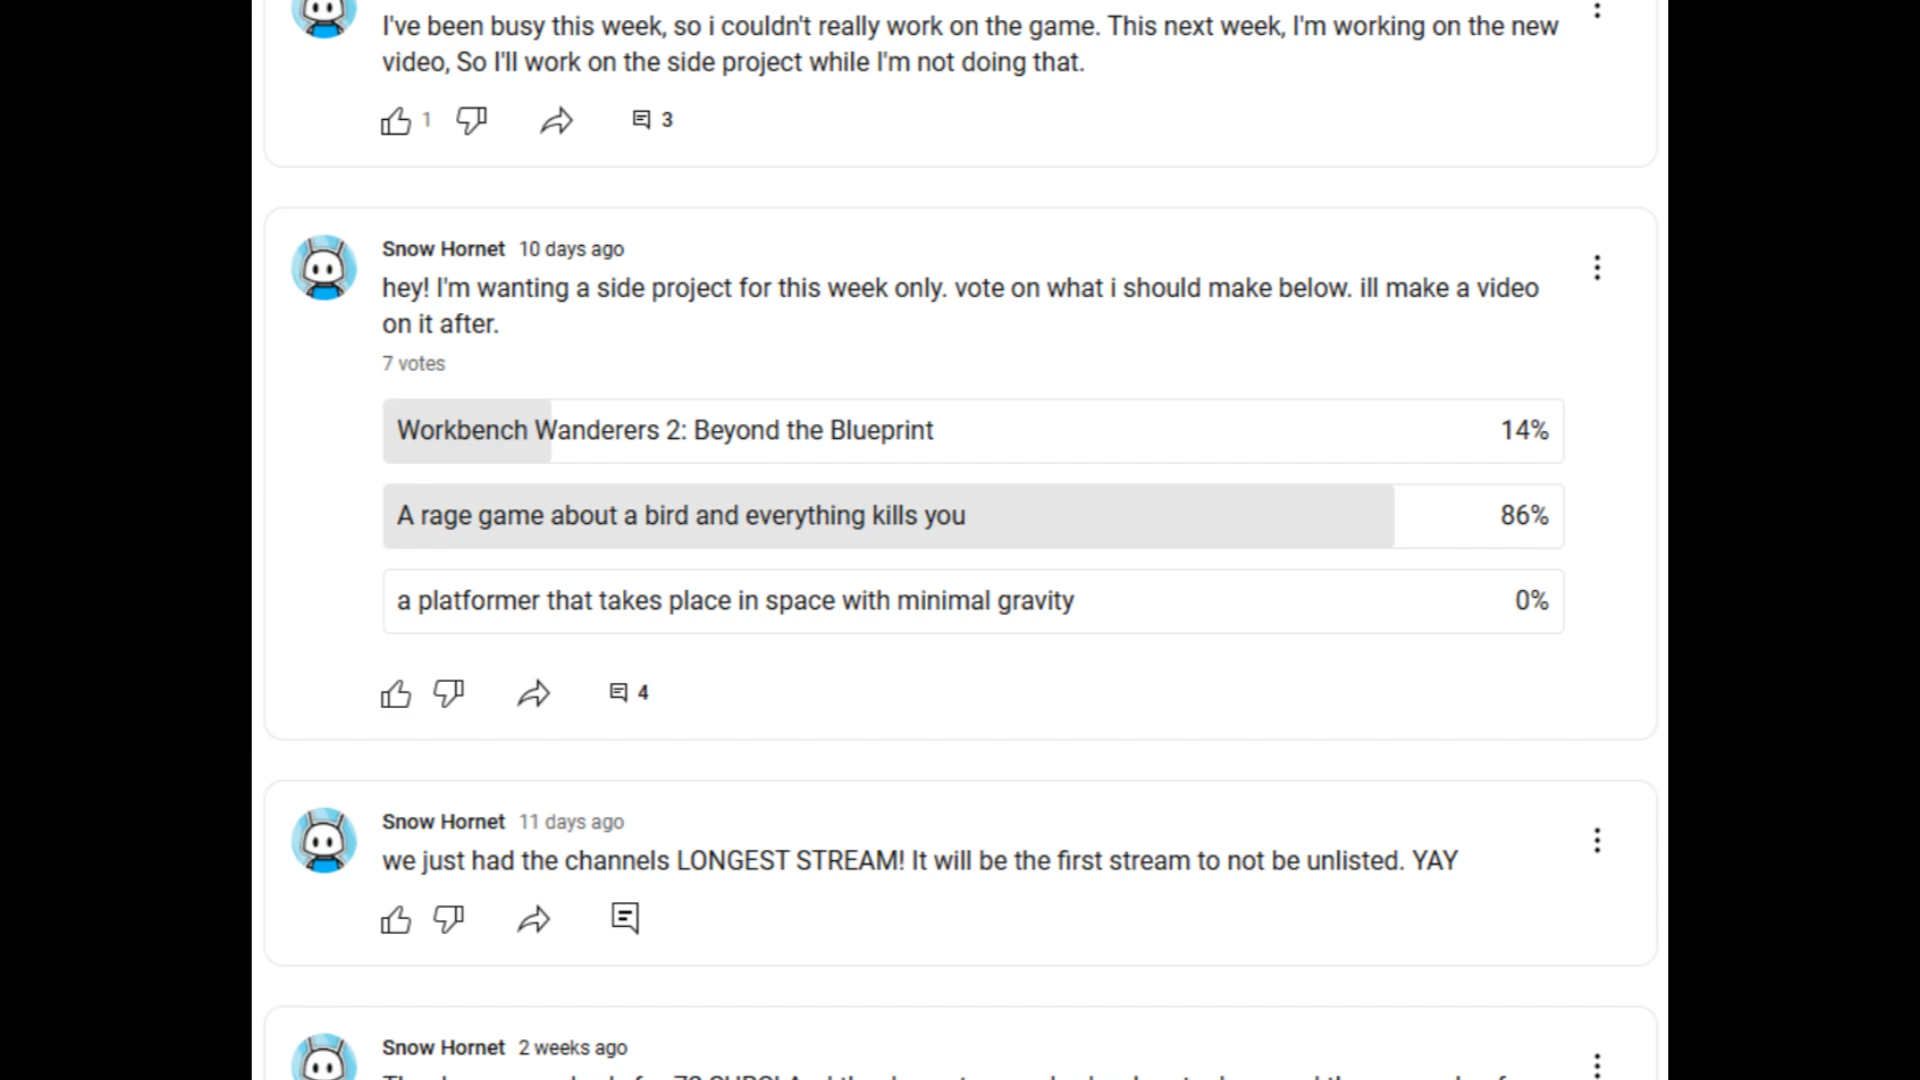 I've been busy this week, so i couldn't really work on the game. This next week, I'm working on the new
video, So I'll work on the side project while I'm not doing that.
1 3
Snow Hornet 10 days ago
hey! I'm wanting a side project for this week only. vote on what i should make below. ill make a video
on it after.
7 votes
Workbench Wanderers 2: Beyond the Blueprint 14%
A rage game about a bird and everything kills you 86%
a platformer that takes place in space with minimal gravity 0%
4
Snow Hornet 11 days ago
we just had the channels LONGEST STREAM! It will be the first stream to not be unlisted. YAY
Snow Hornet 2 weeks ago